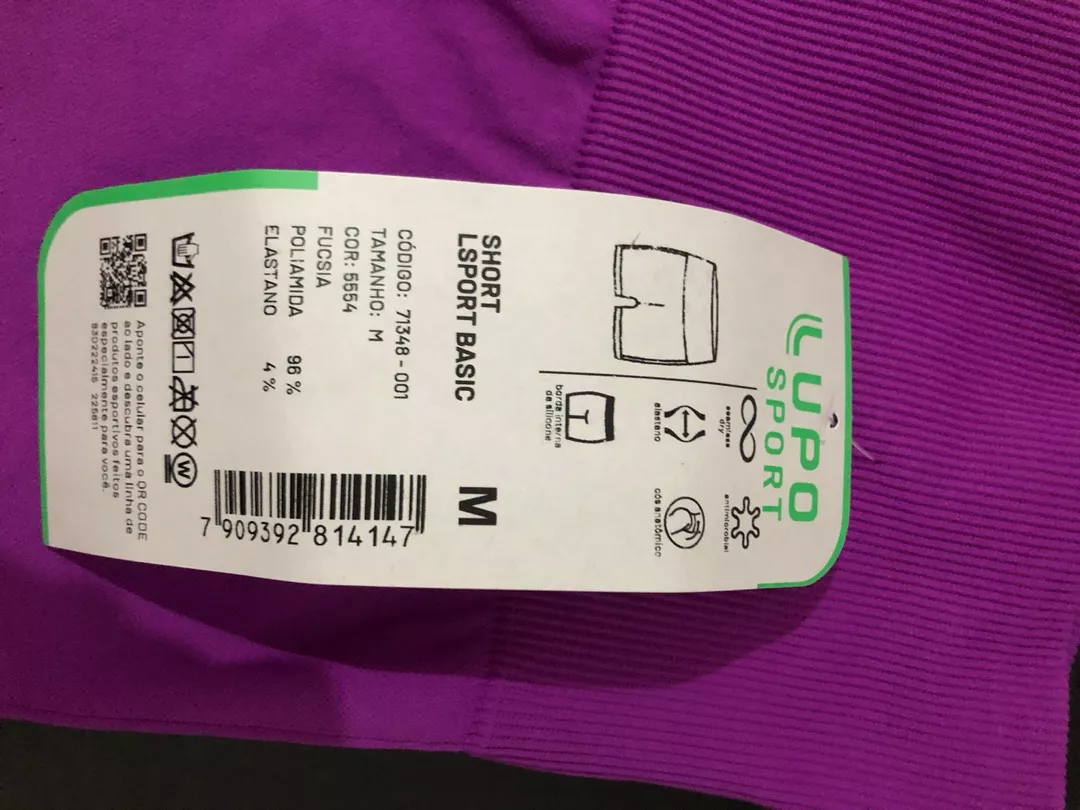 LUPO
SPORT
seamless
dry
antimicrobial
elastano
cós anatômico
borda interna
de silicone
SHORT
LSPORT BASIC
M
CÓDIGO: 71348-001
TAMANHO: M
COR: 5554
FUCSIA
POLIAMIDA 96 %
ELASTANO 4 %
7 909392 814147
W
Aponte o celular para o QR CODE
ao lado e descubra uma linha de
produtos esportivos feitos
especialmente para você.
830222415 225811